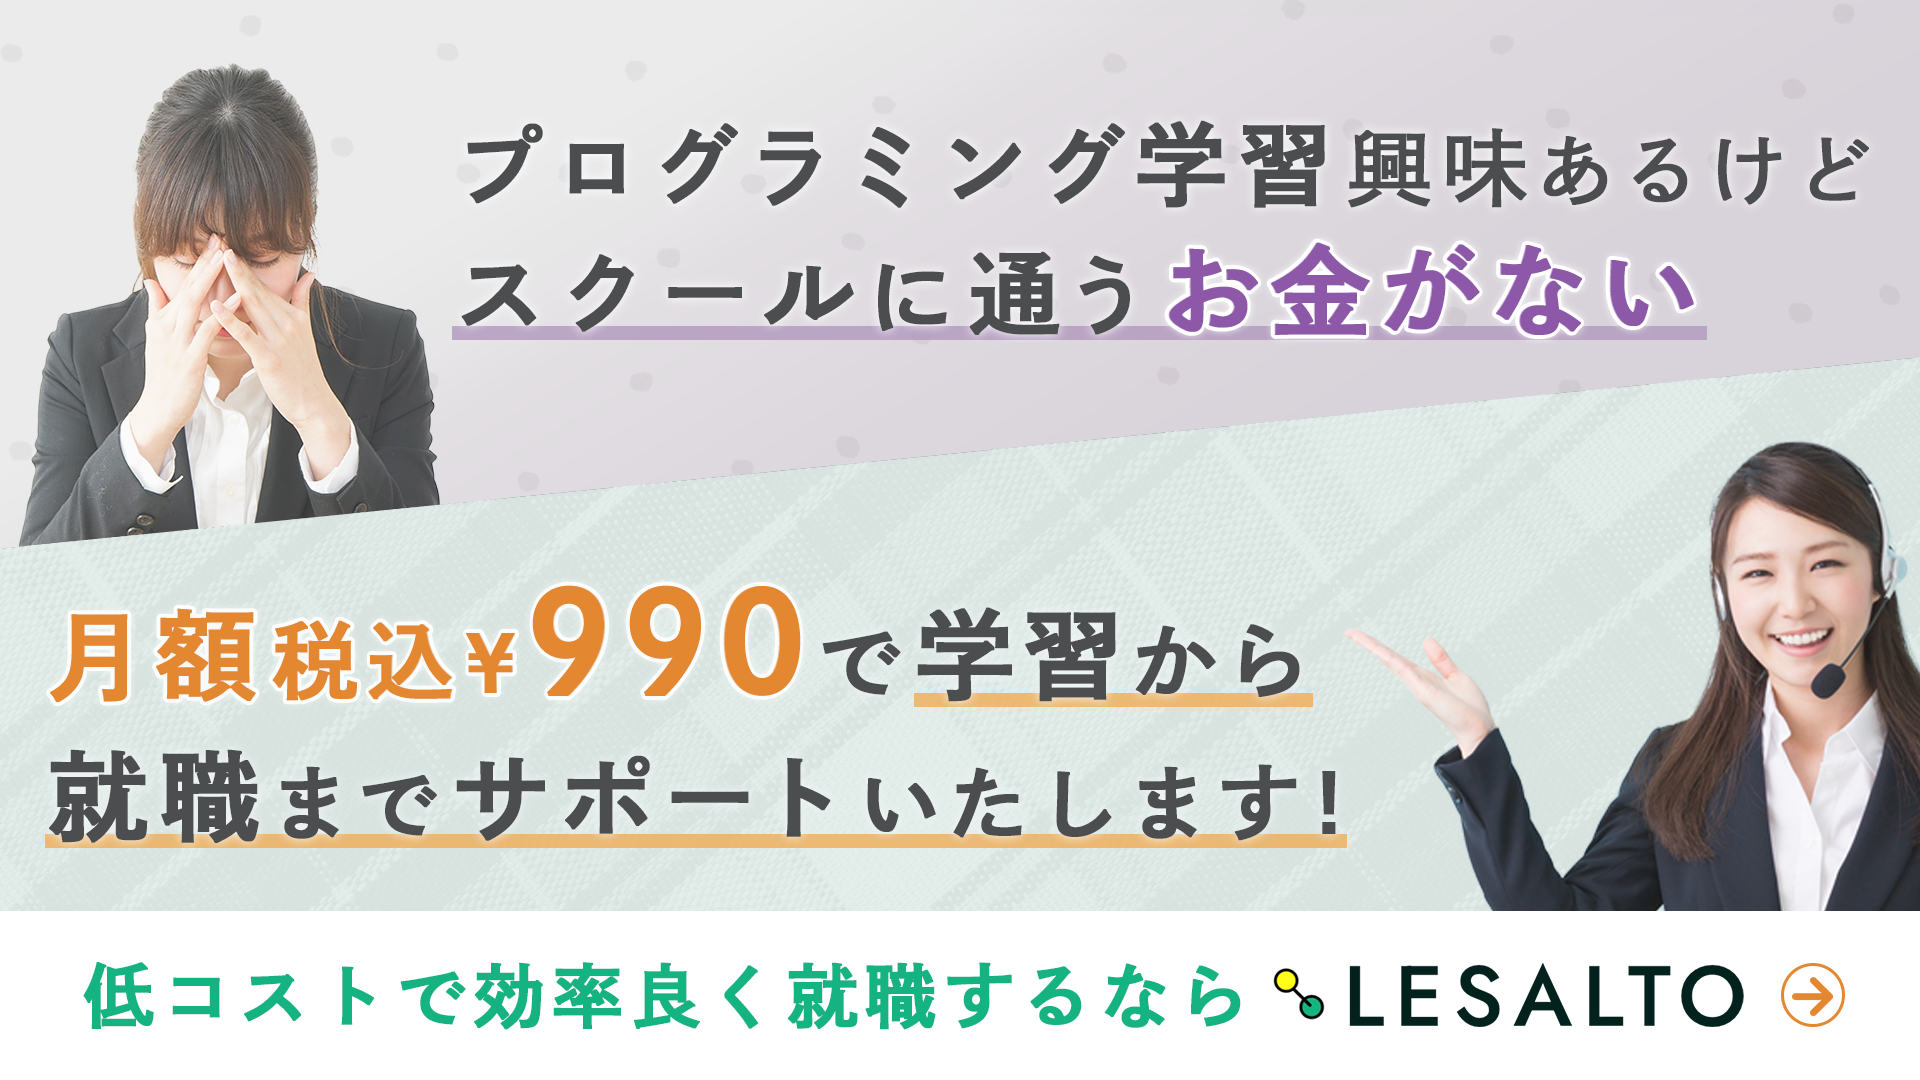 プログラミング学習興味あるけど
スクールに通うお金がない
月額税込¥990で学習から
就職までサポートいたします!
低コストで効率良く就職するなら LESALTO